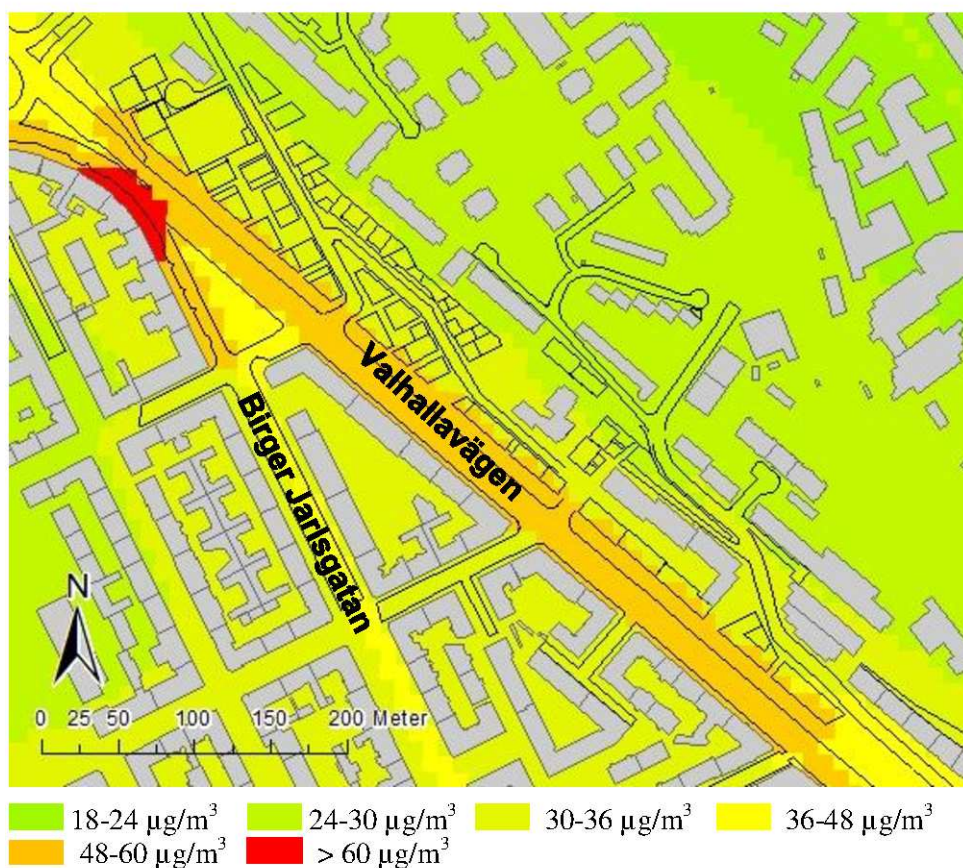 Valhallavägen
Birger Jarlsgatan
N
0 25 50 100 150 200 Meter
18-24 µg/m³ 24-30 µg/m³ 30-36 µg/m³ 36-48 µg/m³
48-60 µg/m³ > 60 µg/m³